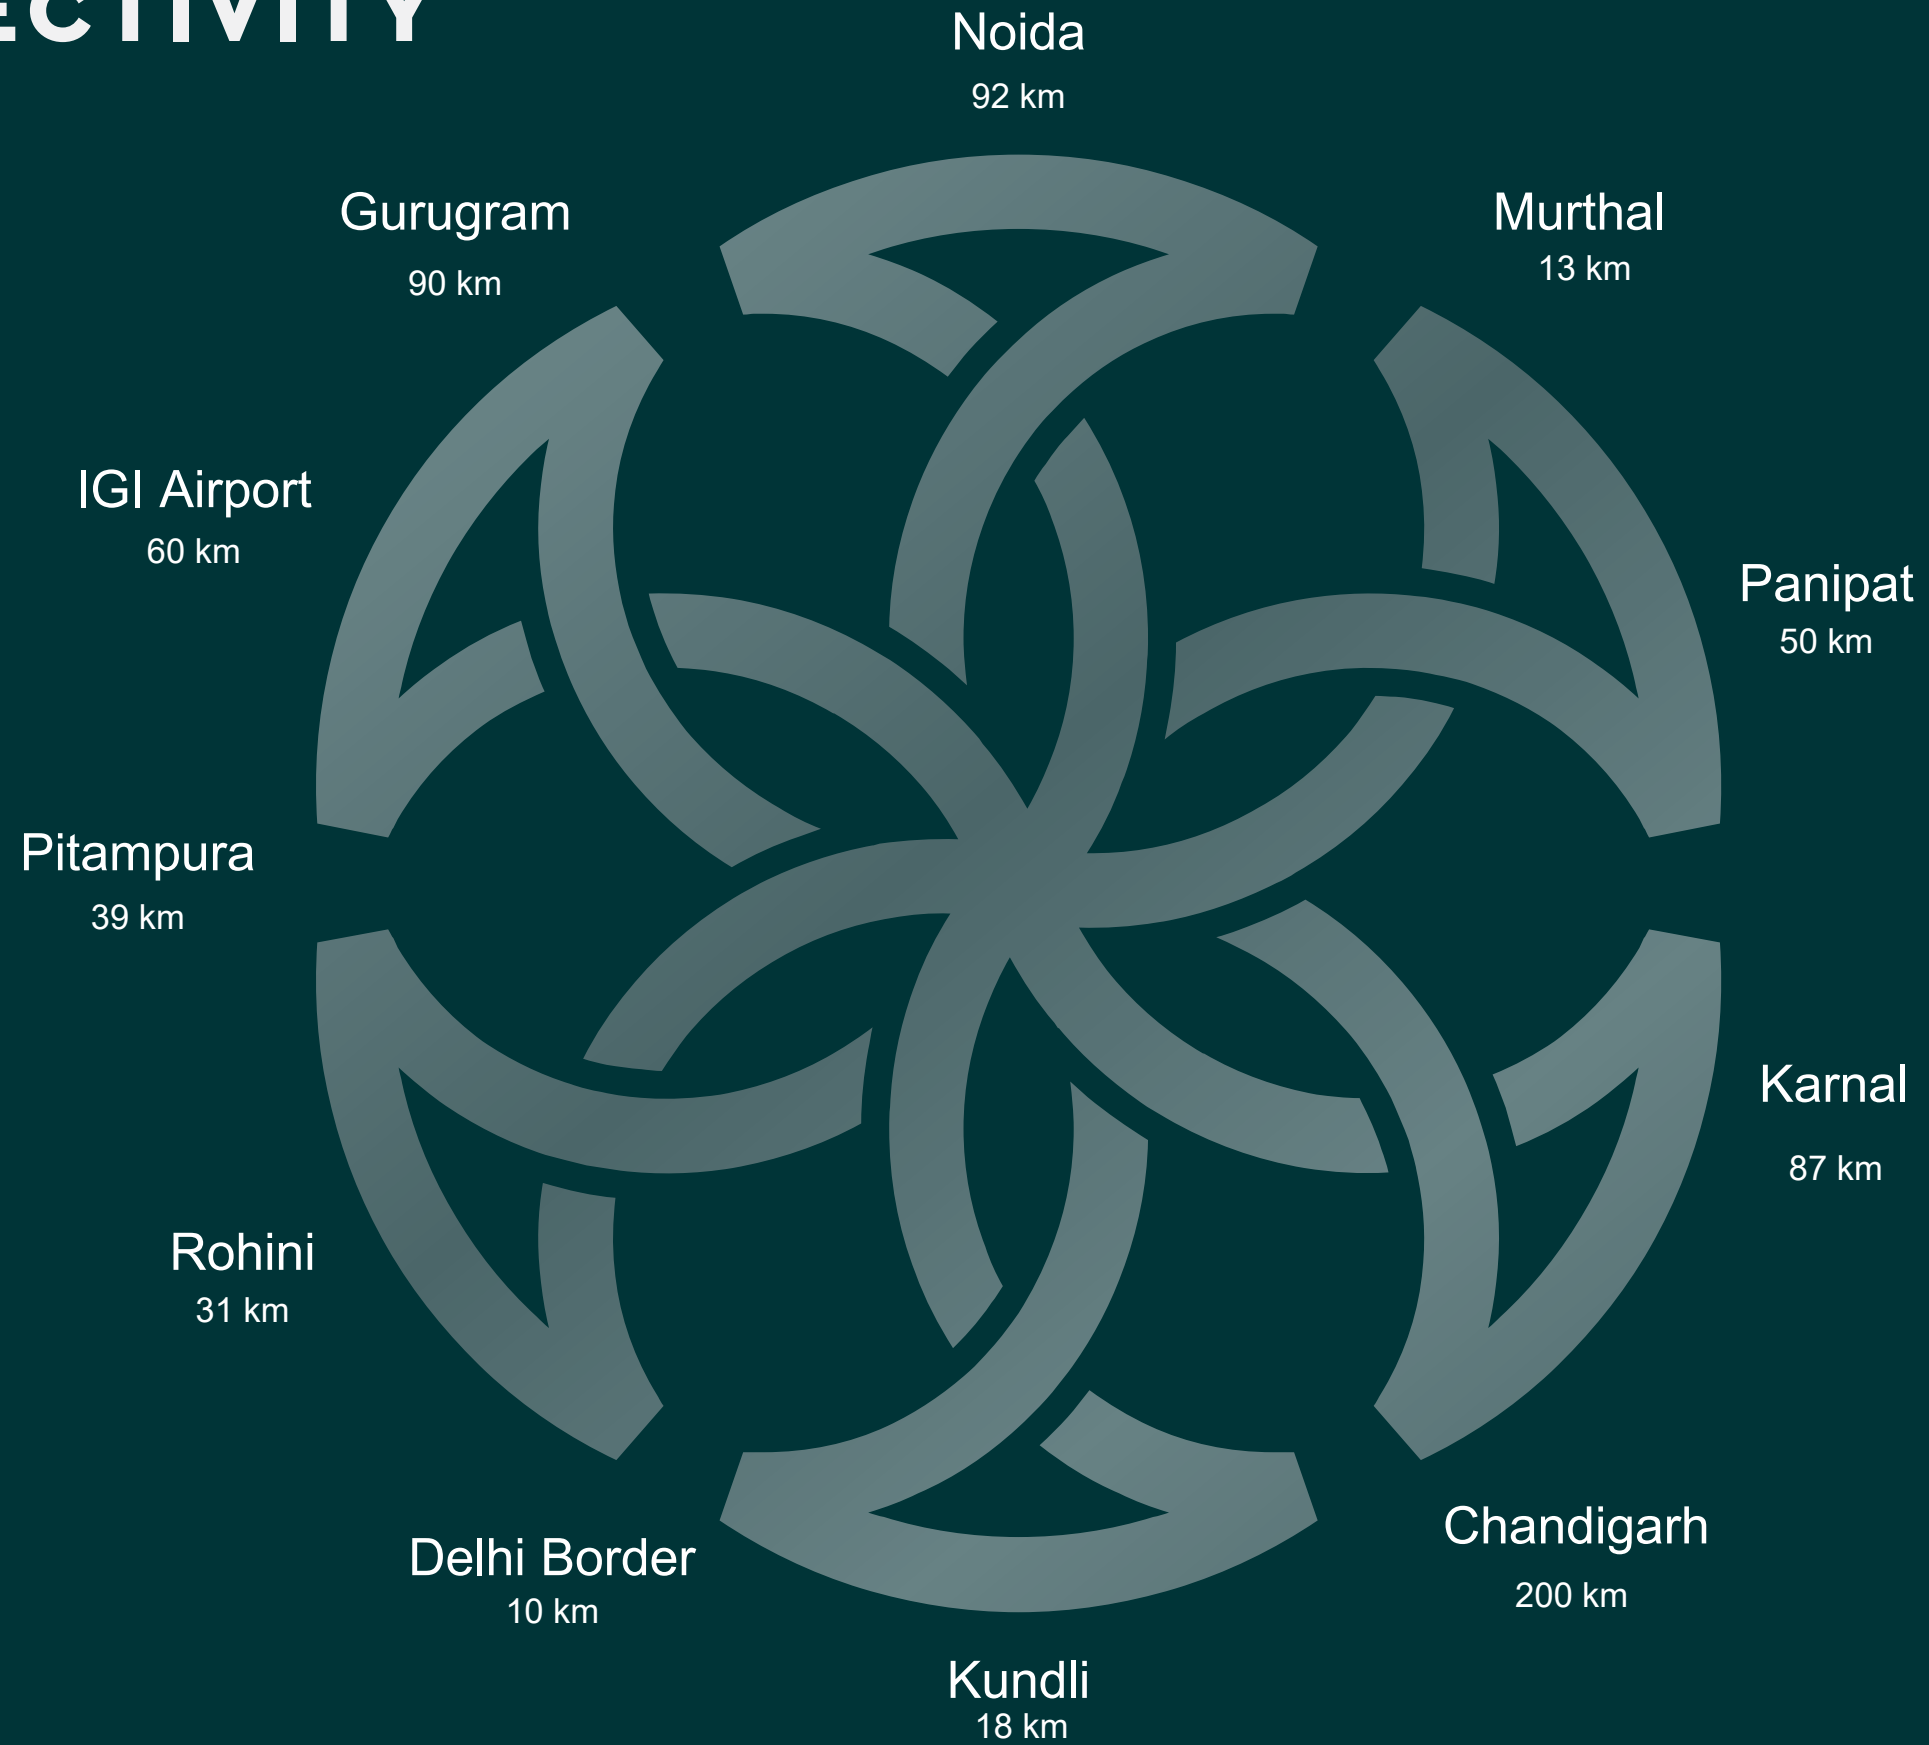 ECTIVITY
Noida
92 km
Murthal
13 km
Panipat
50 km
Karnal
87 km
Chandigarh
200 km
Kundli
18 km
Delhi Border
10 km
Rohini
31 km
Pitampura
39 km
IGI Airport
60 km
Gurugram
90 km